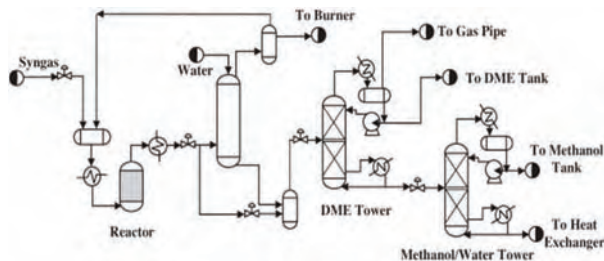 To Burner
Syngas
Water
To Gas Pipe
To DME Tank
To Methanol
Tank
Reactor
DME Tower
To Heat
Exchanger
Methanol/Water Tower